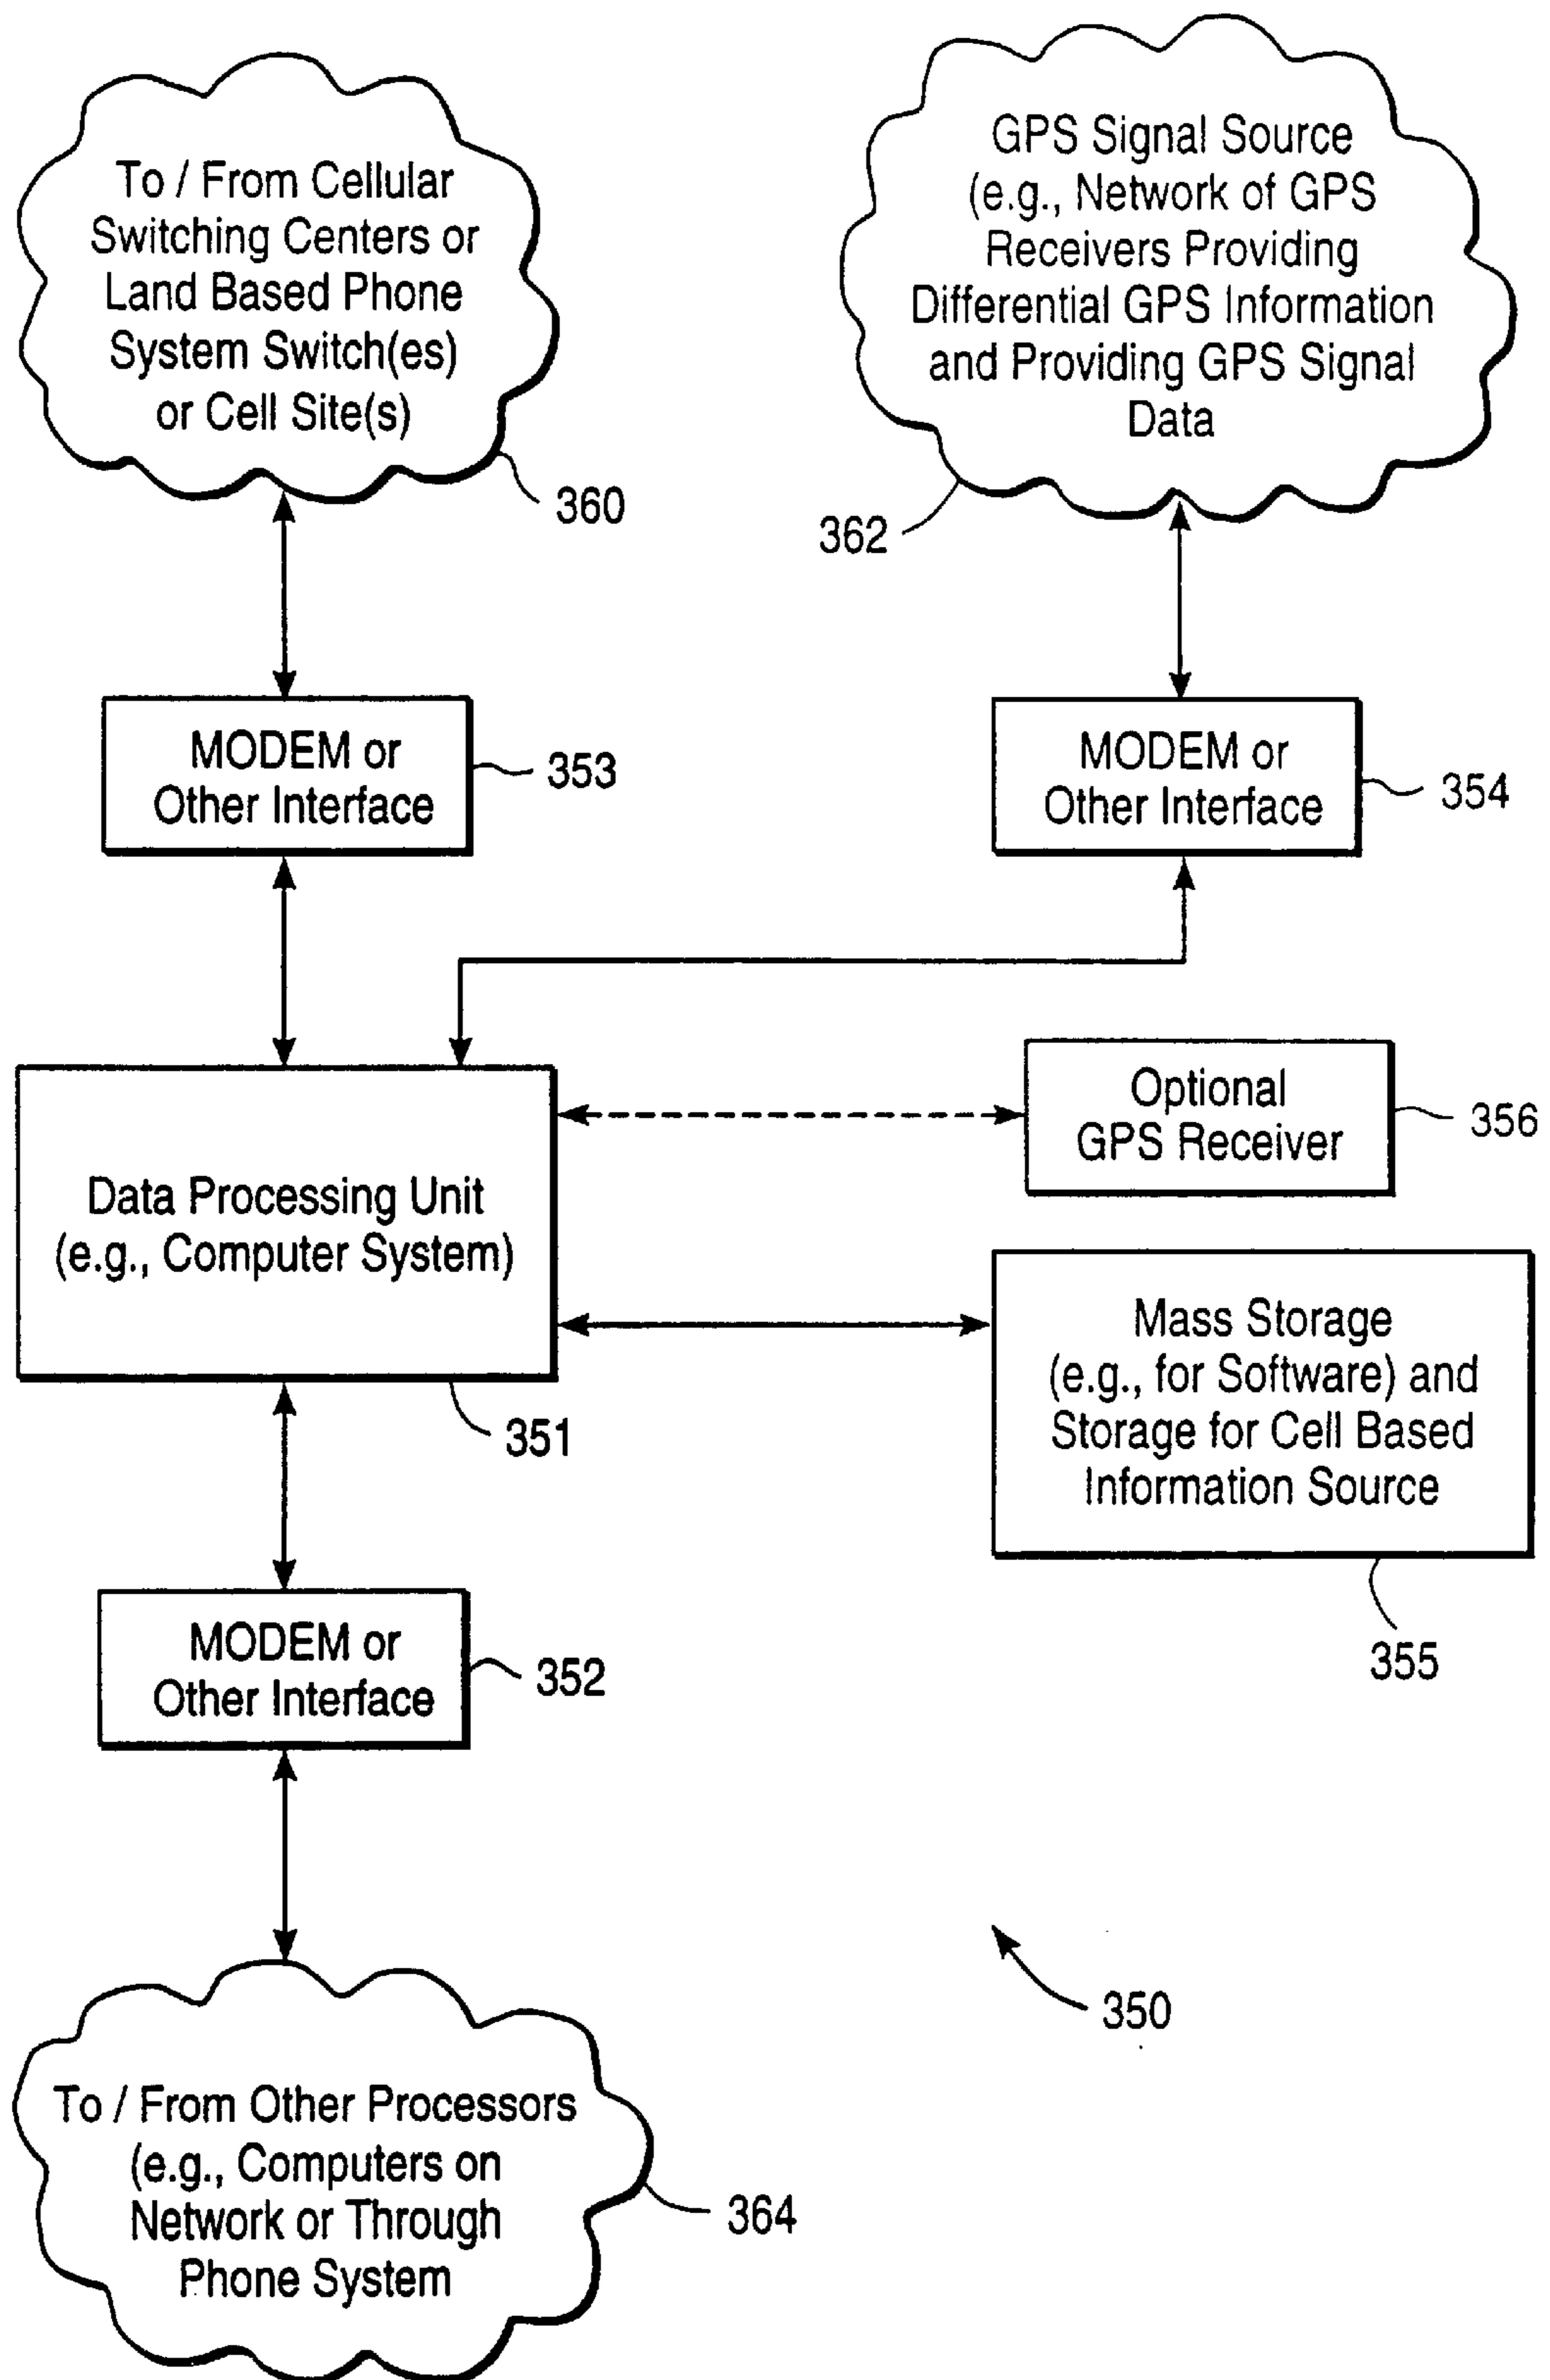 To / From Cellular
Switching Centers or
Land Based Phone
System Switch(es)
or Cell Site(s)
360
GPS Signal Source
(e.g., Network of GPS
Receivers Providing
Differential GPS Information
and Providing GPS Signal
Data
362
MODEM or
Other Interface
353
MODEM or
Other Interface
354
Data Processing Unit
(e.g., Computer System)
351
Optional
GPS Receiver
356
Mass Storage
(e.g., for Software) and
Storage for Cell Based
Information Source
355
MODEM or
Other Interface
352
350
To / From Other Processors
(e.g., Computers on
Network or Through
Phone System
364